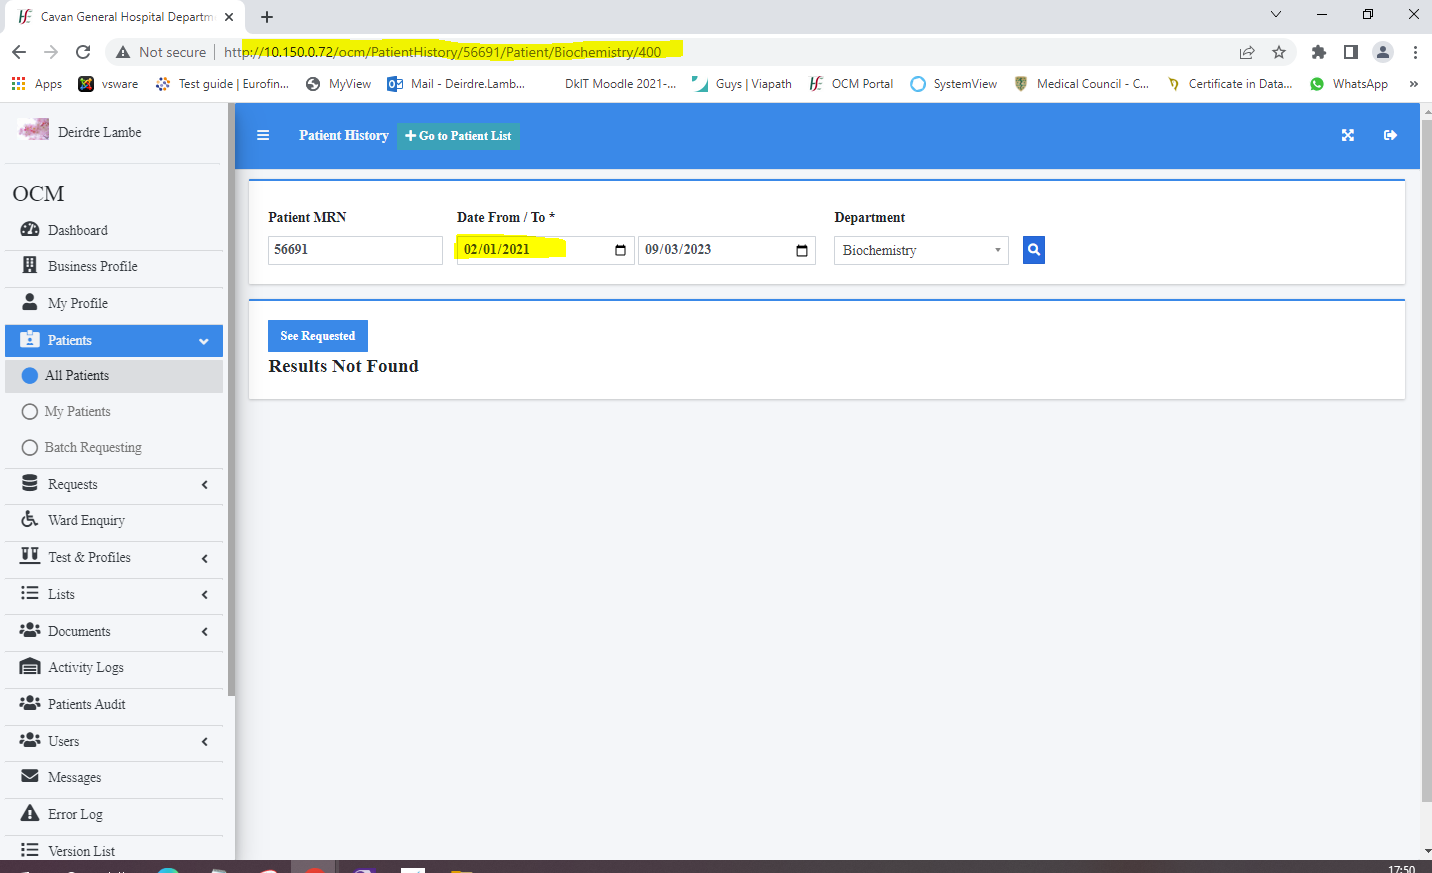 Cavan General Hospital Departm
Not secure | http://10.150.0.72/ocm/PatientHistory/56691/Patient/Biochemistry/400
Apps vsware Test guide | Eurofin... MyView Mail - Deirdre.Lamb... DkIT Moodle 2021-... Guys | Viapath OCM Portal SystemView Medical Council - C... Certificate in Data... WhatsApp »
Deirdre Lambe
Patient History + Go to Patient List
OCM
Dashboard
Business Profile
My Profile
Patients
All Patients
My Patients
Batch Requesting
Requests
Ward Enquiry
Test & Profiles
Lists
Documents
Activity Logs
Patients Audit
Users
Messages
Error Log
Version List
Patient MRN Date From / To * Department
56691 02/01/2021 09/03/2023 Biochemistry
See Requested
Results Not Found
17:50